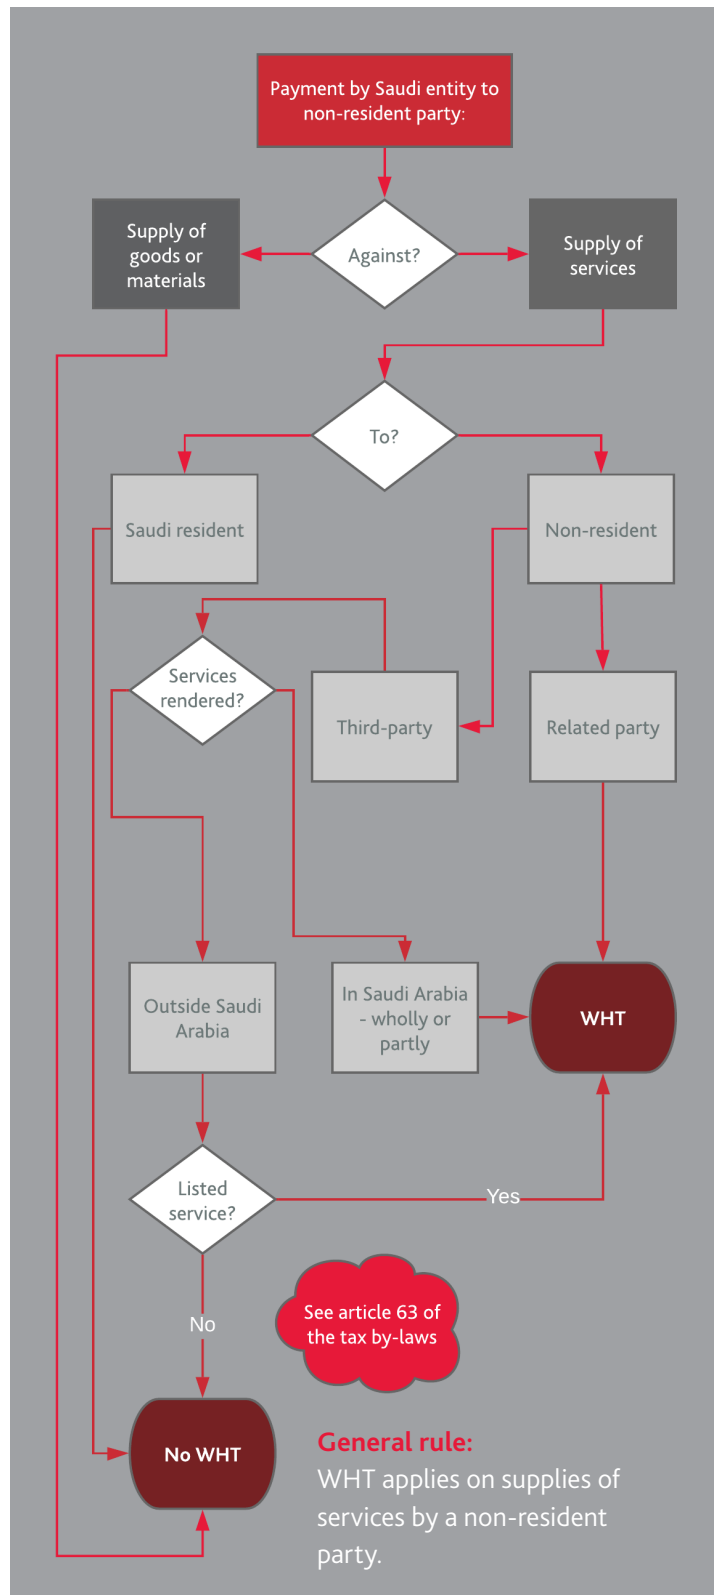 Payment by Saudi entity to
non-resident party:
Supply of
goods or
materials
Against?
Supply of
services
To?
Saudi resident
Non-resident
Services
rendered?
Third-party
Related party
Outside Saudi
Arabia
In Saudi Arabia
- wholly or
partly
WHT
Listed
service?
Yes
No
See article 63 of
the tax by-laws
No WHT
General rule:
WHT applies on supplies of
services by a non-resident
party.